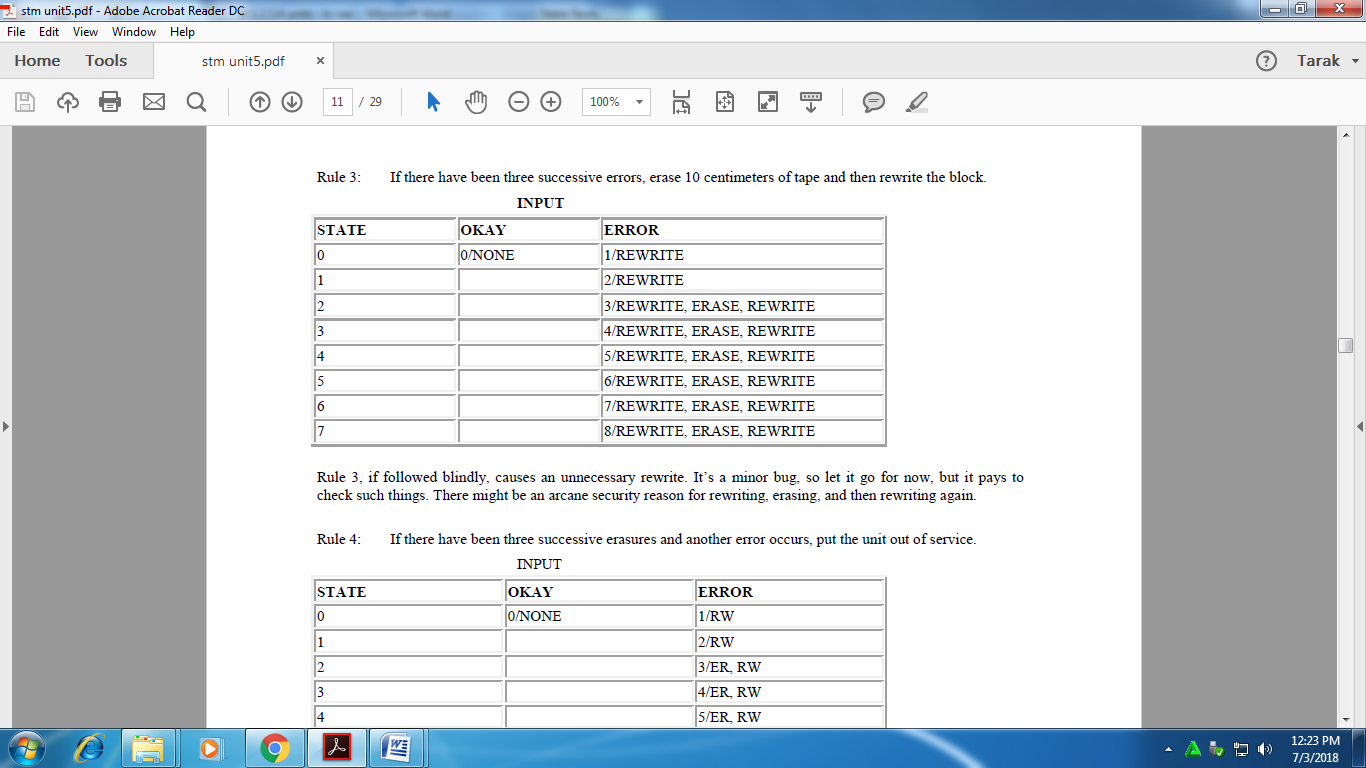 stm unit5.pdf - Adobe Acrobat Reader DC
File Edit View Window Help
Home Tools stm unit5.pdf × ? Tarak
11 / 29 100%
Rule 3: If there have been three successive errors, erase 10 centimeters of tape and then rewrite the block.
INPUT
STATE OKAY ERROR
0 0/NONE 1/REWRITE
1 2/REWRITE
2 3/REWRITE, ERASE, REWRITE
3 4/REWRITE, ERASE, REWRITE
4 5/REWRITE, ERASE, REWRITE
5 6/REWRITE, ERASE, REWRITE
6 7/REWRITE, ERASE, REWRITE
7 8/REWRITE, ERASE, REWRITE
Rule 3, if followed blindly, causes an unnecessary rewrite. It’s a minor bug, so let it go for now, but it pays to
check such things. There might be an arcane security reason for rewriting, erasing, and then rewriting again.
Rule 4: If there have been three successive erasures and another error occurs, put the unit out of service.
INPUT
STATE OKAY ERROR
0 0/NONE 1/RW
1 2/RW
2 3/ER, RW
3 4/ER, RW
4 5/ER, RW
12:23 PM
7/3/2018